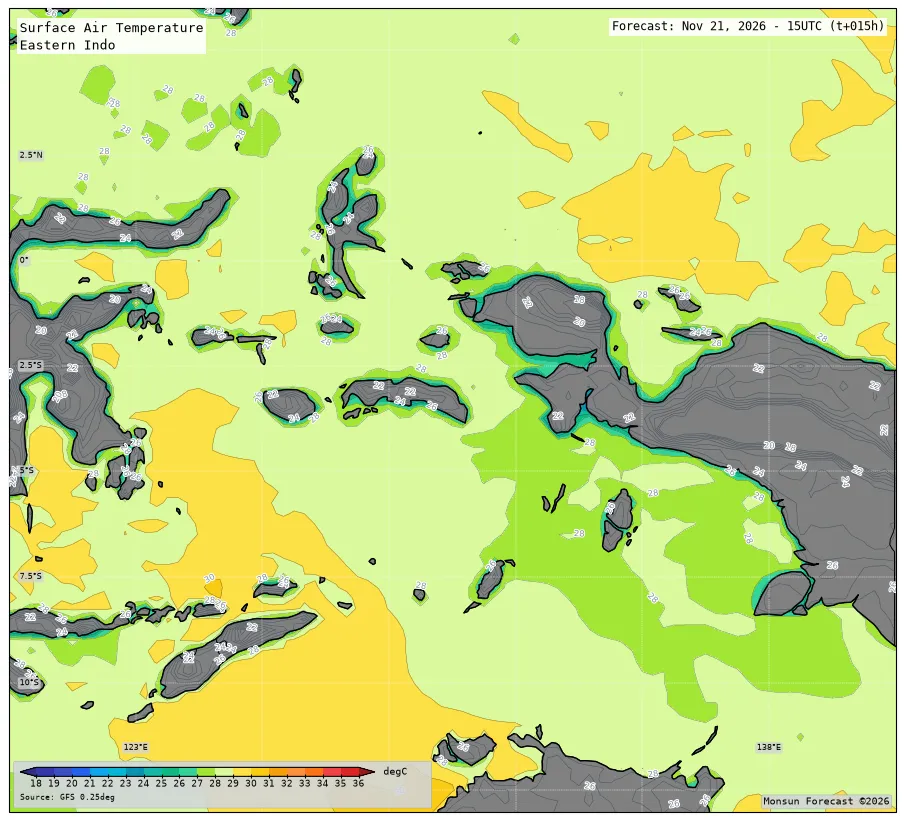 Surface Air Temperature
Eastern Indo
Forecast: Nov 21, 2026 - 15UTC (t+015h)
2.5°N
0°
2.5°S
5°S
7.5°S
10°S
123°E
138°E
18 19 20 21 22 23 24 25 26 27 28 29 30 31 32 33 34 35 36
degC
Source: GFS 0.25deg
Monsun Forecast ©2026